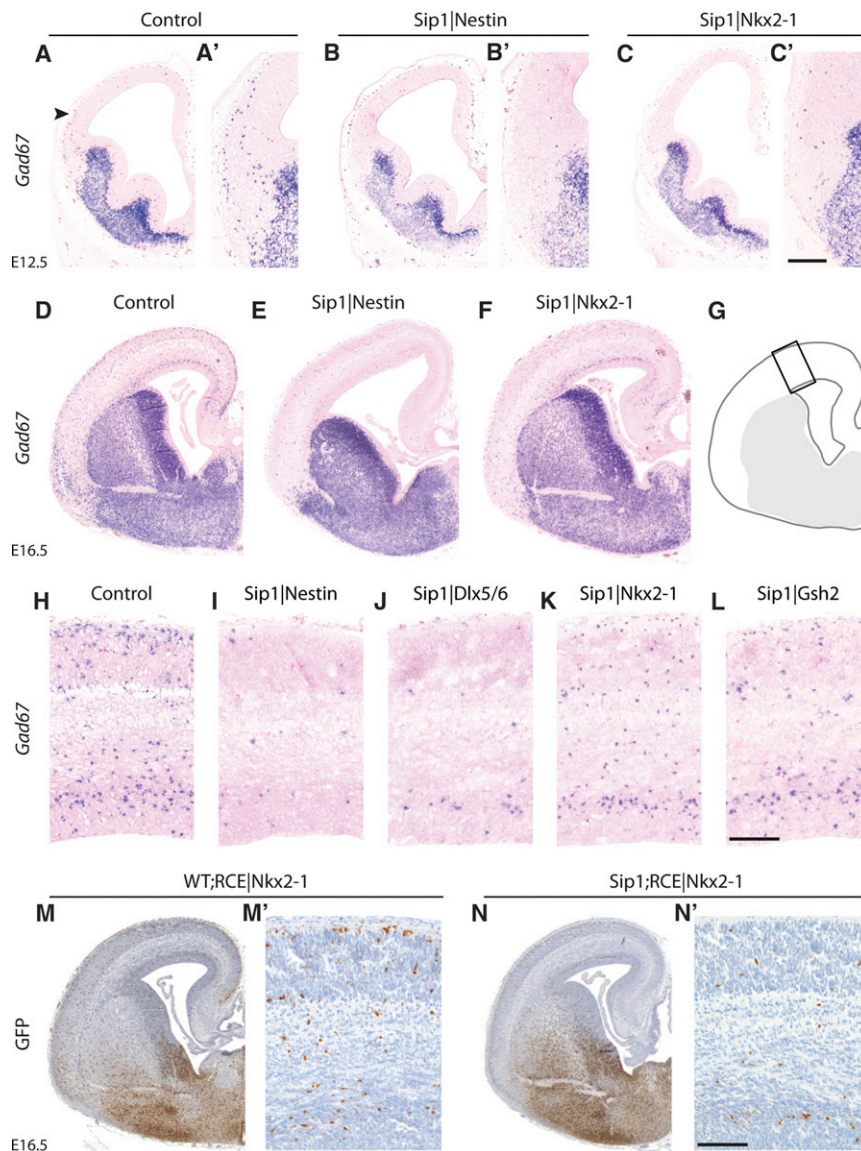 Control Sip1|Nestin Sip1|Nkx2-1
A A' B B' C C'
Gad67
E12.5
Control Sip1|Nestin Sip1|Nkx2-1
D E F G
Gad67
E16.5
Control Sip1|Nestin Sip1|Dlx5/6 Sip1|Nkx2-1 Sip1|Gsh2
H I J K L
Gad67
WT;RCE|Nkx2-1 Sip1;RCE|Nkx2-1
M M' N N'
GFP
E16.5